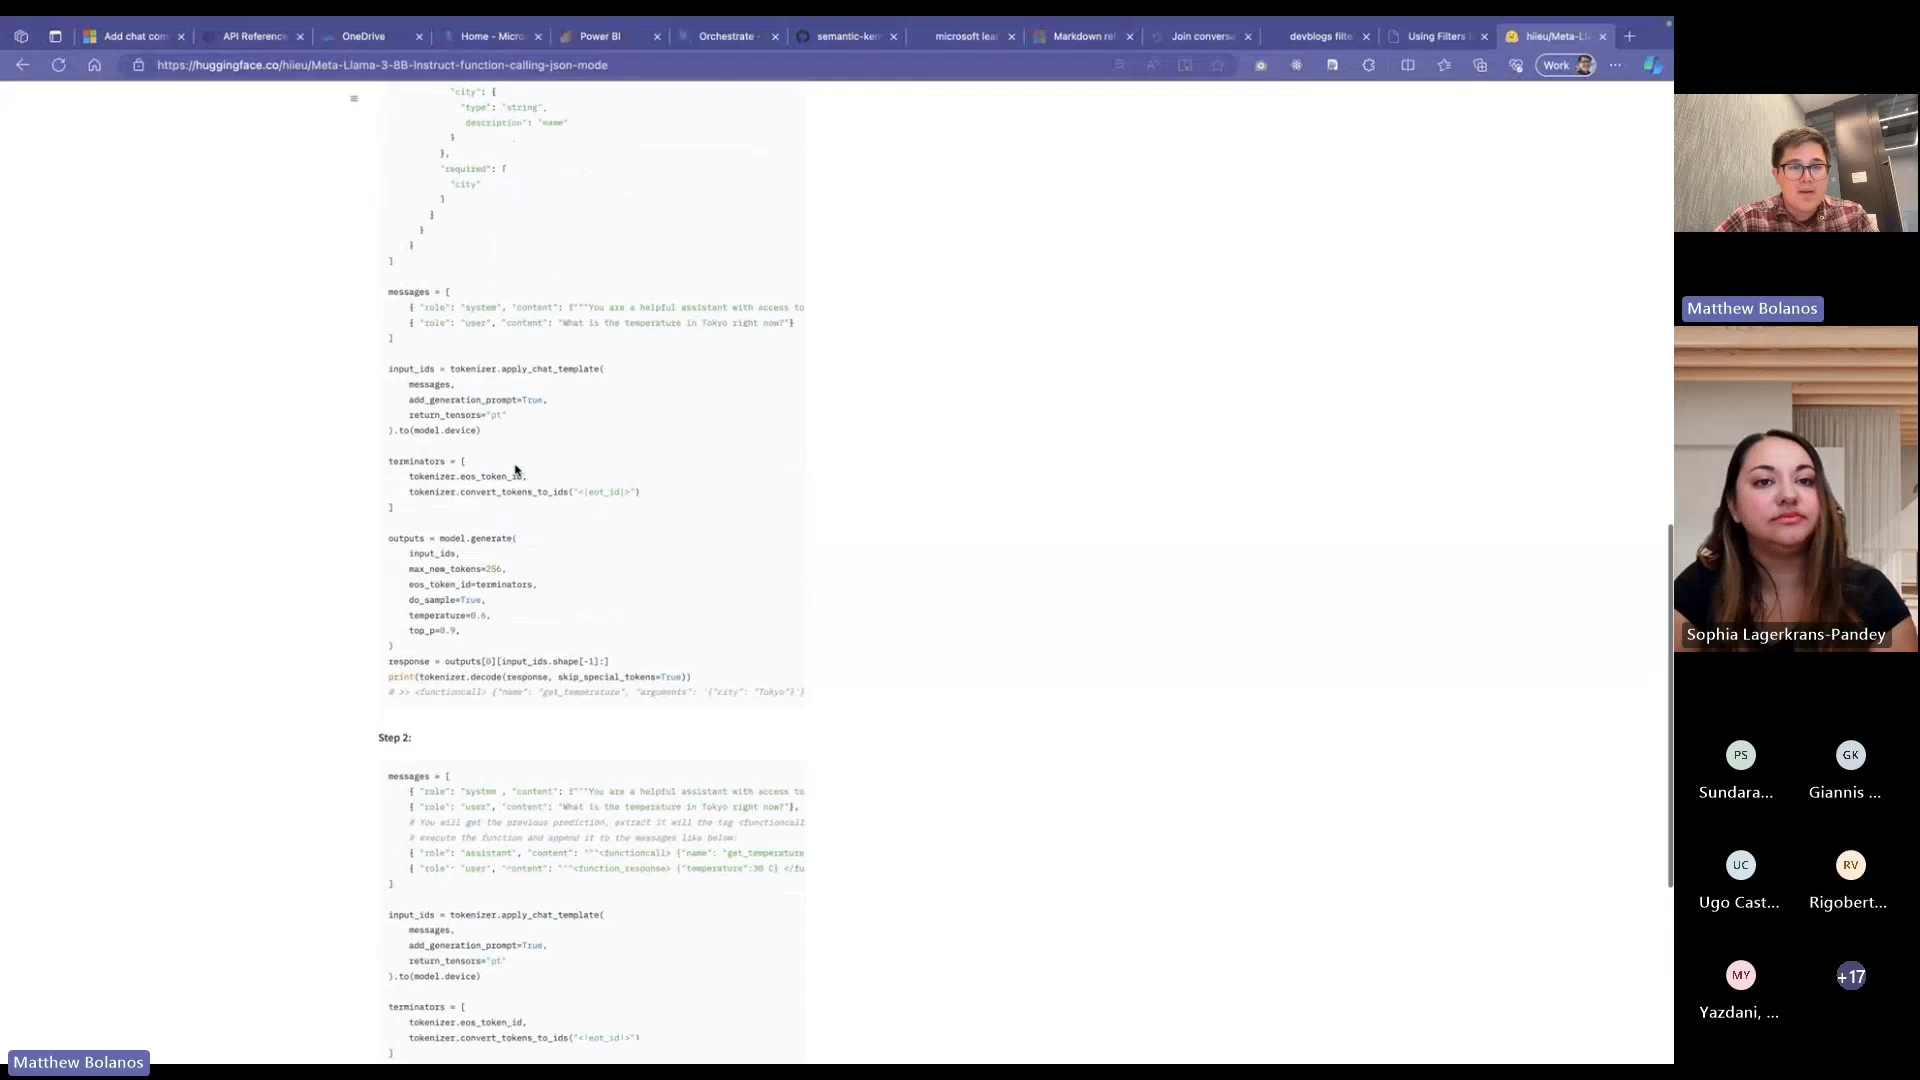 Add chat com
API Reference
OneDrive
Home - Micro
Power BI
Orchestrate -
semantic-ker
microsoft lea
Markdown re
Join convers
devblogs filte
Using Filters
hiieu/Meta-L
https://huggingface.co/hiieu/Meta-Llama-3-8B-Instruct-function-calling-json-mode
Work
"city": {
"type": "string",
description": "name"
}
},
"required": [
"city"
]
}
}
}
]
messages = [
{ "role": "system", "content": f"""You are a helpful assistant with access to
{ "role": "user", "content": "What is the temperature in Tokyo right now?"}
]
input_ids = tokenizer.apply_chat_template(
messages,
add_generation_prompt=True,
return_tensors="pt"
).to(model.device)
terminators = [
tokenizer.eos_token_id,
tokenizer.convert_tokens_to_ids("<|eot_id|>")
]
outputs = model.generate(
input_ids,
max_new_tokens=256,
eos_token_id=terminators,
do_sample=True,
temperature=0.6,
top_p=0.9,
)
response = outputs[0][input_ids.shape[-1]:]
print(tokenizer.decode(response, skip_special_tokens=True))
# >> <functioncall> {"name": "get_temperature", "arguments": '{"city": "Tokyo"}'}
Step 2:
messages = [
{ "role": "system , "content": f"""You are a helpful assistant with access to
{ "role": "user", "content": "What is the temperature in Tokyo right now?"},
# You will get the previous prediction, extract it will the tag <functioncall
# execute the function and append it to the messages like below:
{ "role": "assistant", "content": """<functioncall> {"name": "get_temperature
{ "role": "user", "content": """<function_response> {"temperature":30 C} </fu
]
input_ids = tokenizer.apply_chat_template(
messages,
add_generation_prompt=True,
return_tensors="pt"
).to(model.device)
terminators = [
tokenizer.eos_token_id,
tokenizer.convert_tokens_to_ids("<|eot_id|>")
]
Matthew Bolanos
Matthew Bolanos
Sophia Lagerkrans-Pandey
PS
GK
Sundara...
Giannis ...
UC
RV
Ugo Cast...
Rigobert...
MY
+17
Yazdani, ...